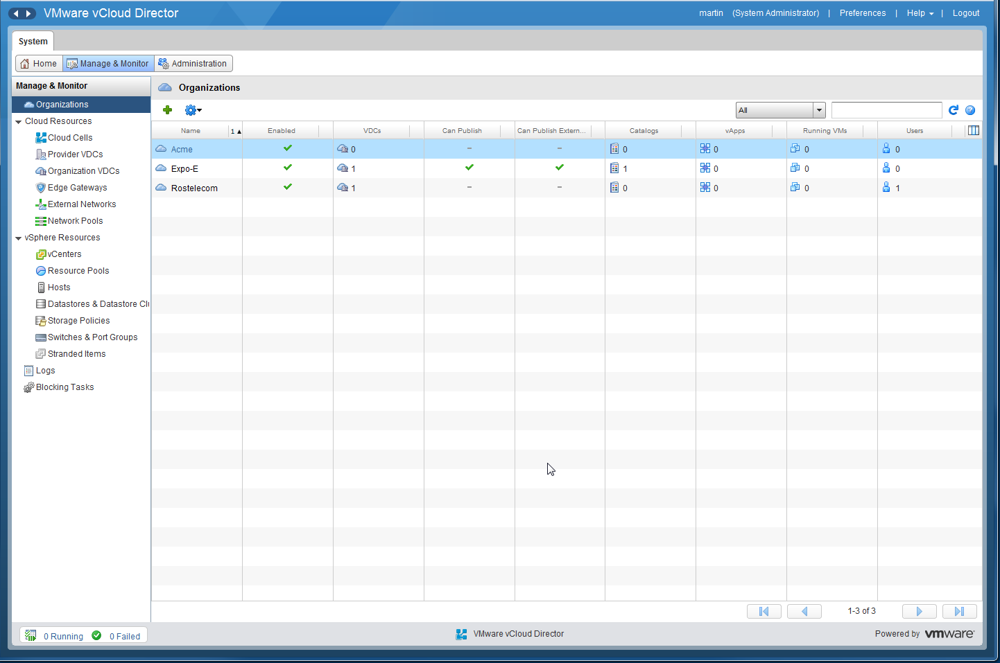 VMware vCloud Director
martin (System Administrator) | Preferences | Help | Logout
System
Home Manage & Monitor Administration
Manage & Monitor
Organizations
Cloud Resources
Cloud Cells
Provider VDCs
Organization VDCs
Edge Gateways
External Networks
Network Pools
vSphere Resources
vCenters
Resource Pools
Hosts
Datastores & Datastore Clu
Storage Policies
Switches & Port Groups
Stranded Items
Logs
Blocking Tasks
Organizations
All
Name 1 ▲ Enabled VDCs Can Publish Can Publish Extern... Catalogs vApps Running VMs Users
Acme 0 – – 0 0 0 0
Expo-E 1 1 0 0 0
Rostelecom 1 – – 0 0 0 1
1-3 of 3
0 Running 0 Failed
VMware vCloud Director
Powered by vmware